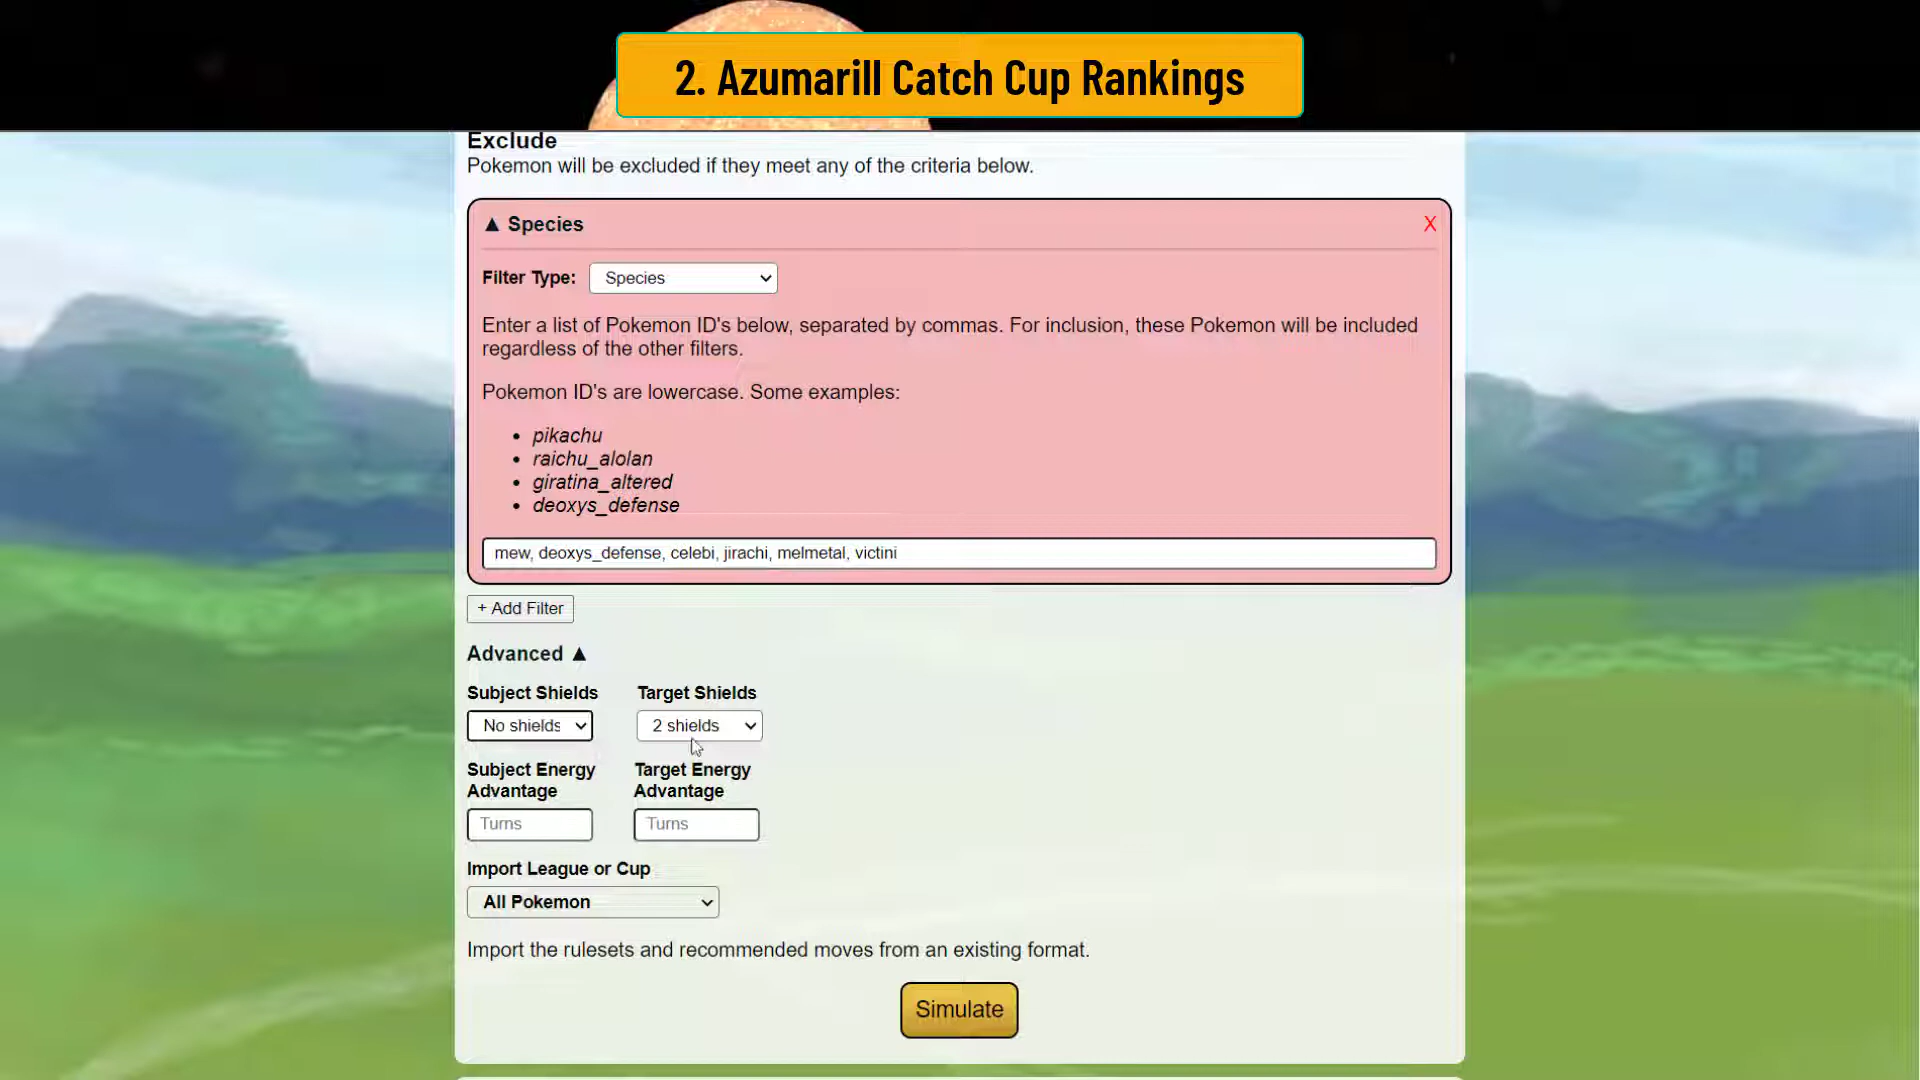 2. Azumarill Catch Cup Rankings
Exclude
Pokemon will be excluded if they meet any of the criteria below.
▲ Species
X
Filter Type:
Species
Enter a list of Pokemon ID's below, separated by commas. For inclusion, these Pokemon will be included
regardless of the other filters.
Pokemon ID's are lowercase. Some examples:
• pikachu
• raichu_alolan
• giratina_altered
• deoxys_defense
mew, deoxys_defense, celebi, jirachi, melmetal, victini
+ Add Filter
Advanced ▲
Subject Shields
Target Shields
No shields
2 shields
Subject Energy
Advantage
Target Energy
Advantage
Turns
Turns
Import League or Cup
All Pokemon
Import the rulesets and recommended moves from an existing format.
Simulate